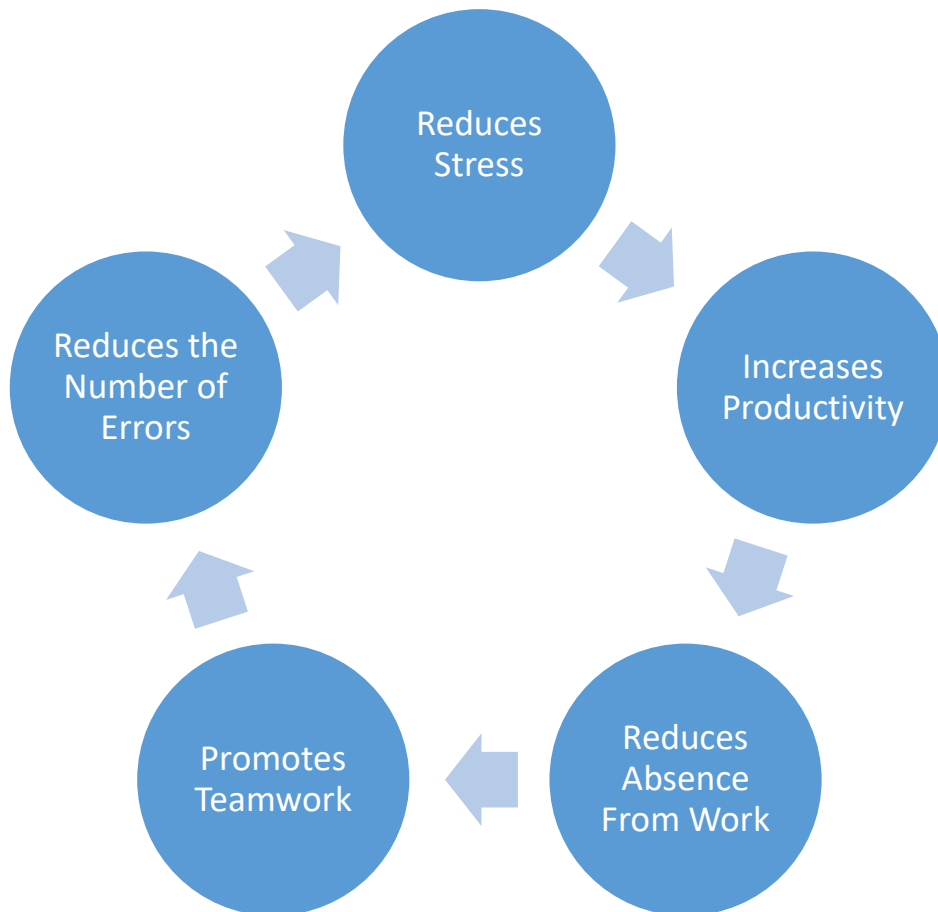 Reduces
Stress
Increases
Productivity
Reduces
Absence
From Work
Promotes
Teamwork
Reduces the
Number of
Errors